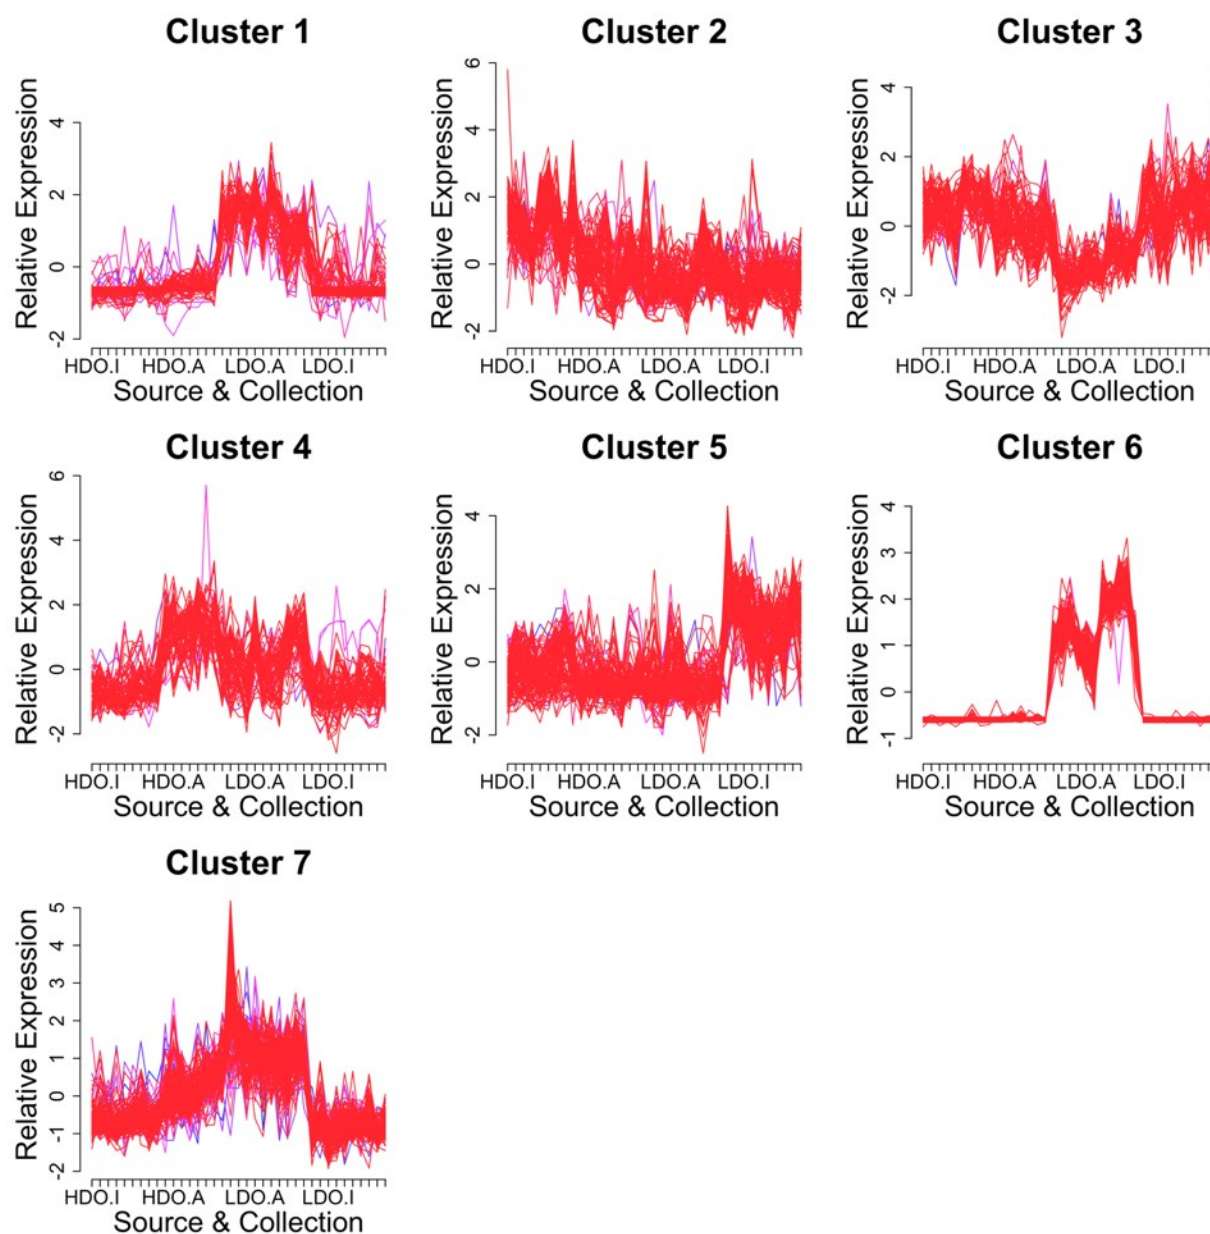 Cluster 1
Relative Expression
4
2
0
-2
HDO.I HDO.A LDO.A LDO.I
Source & Collection
Cluster 2
Relative Expression
6
4
2
0
-2
HDO.I HDO.A LDO.A LDO.I
Source & Collection
Cluster 3
Relative Expression
4
2
0
-2
HDO.I HDO.A LDO.A LDO.I
Source & Collection
Cluster 4
Relative Expression
6
4
2
0
-2
HDO.I HDO.A LDO.A LDO.I
Source & Collection
Cluster 5
Relative Expression
4
2
0
-2
HDO.I HDO.A LDO.A LDO.I
Source & Collection
Cluster 6
Relative Expression
4
3
2
1
0
-1
HDO.I HDO.A LDO.A LDO.I
Source & Collection
Cluster 7
Relative Expression
5
4
3
2
1
0
-1
-2
HDO.I HDO.A LDO.A LDO.I
Source & Collection